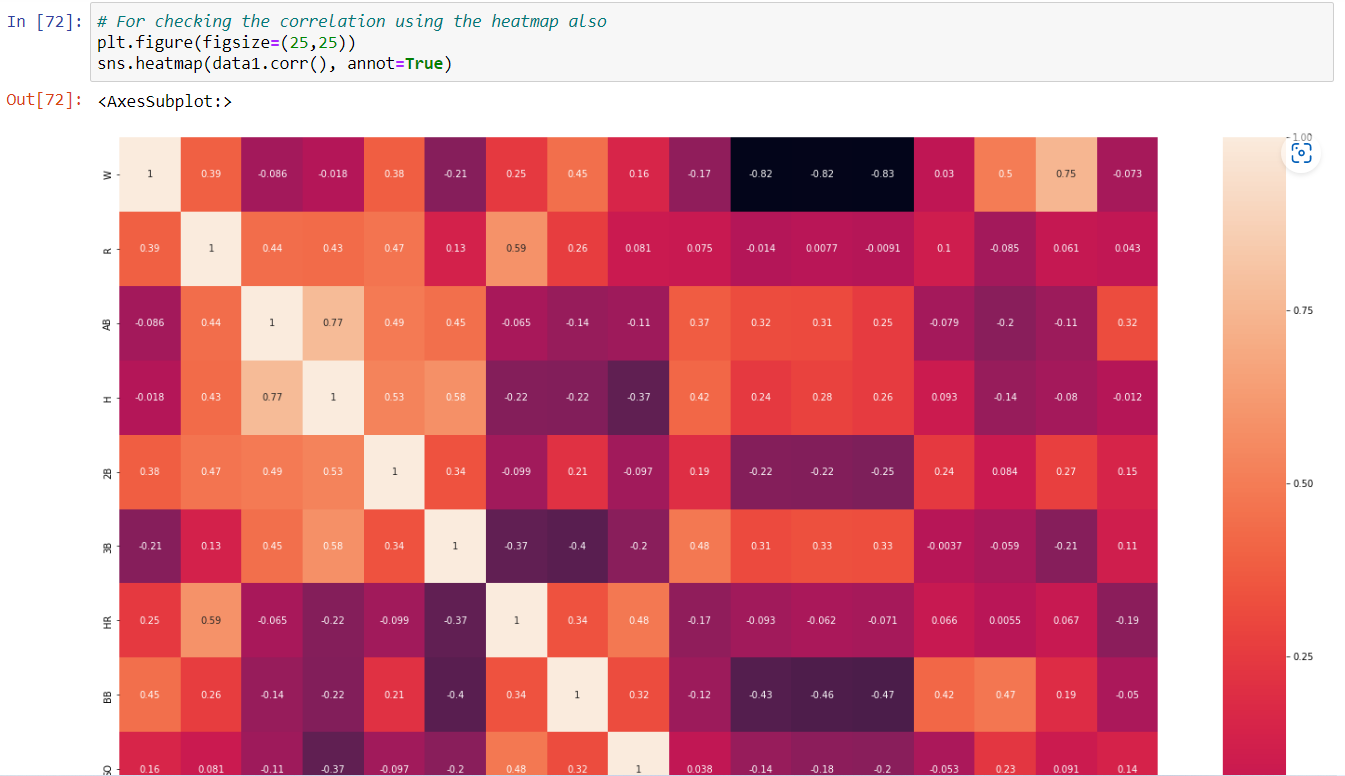 In [72]: # For checking the correlation using the heatmap also
plt.figure(figsize=(25,25))
sns.heatmap(data1.corr(), annot=True)
Out[72]: <AxesSubplot:>
1.00
W 1 0.39 -0.086 -0.018 0.38 -0.21 0.25 0.45 0.16 -0.17 -0.82 -0.82 -0.83 0.03 0.5 0.75 -0.073
R 0.39 1 0.44 0.43 0.47 0.13 0.59 0.26 0.081 0.075 -0.014 0.0077 -0.0091 0.1 -0.085 0.061 0.043
0.75
AB -0.086 0.44 1 0.77 0.49 0.45 -0.065 -0.14 -0.11 0.37 0.32 0.31 0.25 -0.079 -0.2 -0.11 0.32
H -0.018 0.43 0.77 1 0.53 0.58 -0.22 -0.22 -0.37 0.42 0.24 0.28 0.26 0.093 -0.14 -0.08 -0.012
2B 0.38 0.47 0.49 0.53 1 0.34 -0.099 0.21 -0.097 0.19 -0.22 -0.22 -0.25 0.24 0.084 0.27 0.15
0.50
3B -0.21 0.13 0.45 0.58 0.34 1 -0.37 -0.4 -0.2 0.48 0.31 0.33 0.33 -0.0037 -0.059 -0.21 0.11
HR 0.25 0.59 -0.065 -0.22 -0.099 -0.37 1 0.34 0.48 -0.17 -0.093 -0.062 -0.071 0.066 0.0055 0.067 -0.19
0.25
BB 0.45 0.26 -0.14 -0.22 0.21 -0.4 0.34 1 0.32 -0.12 -0.43 -0.46 -0.47 0.42 0.47 0.19 -0.05
SO 0.16 0.081 -0.11 -0.37 -0.097 -0.2 0.48 0.32 1 0.038 -0.14 -0.18 -0.2 -0.053 0.23 0.091 0.14